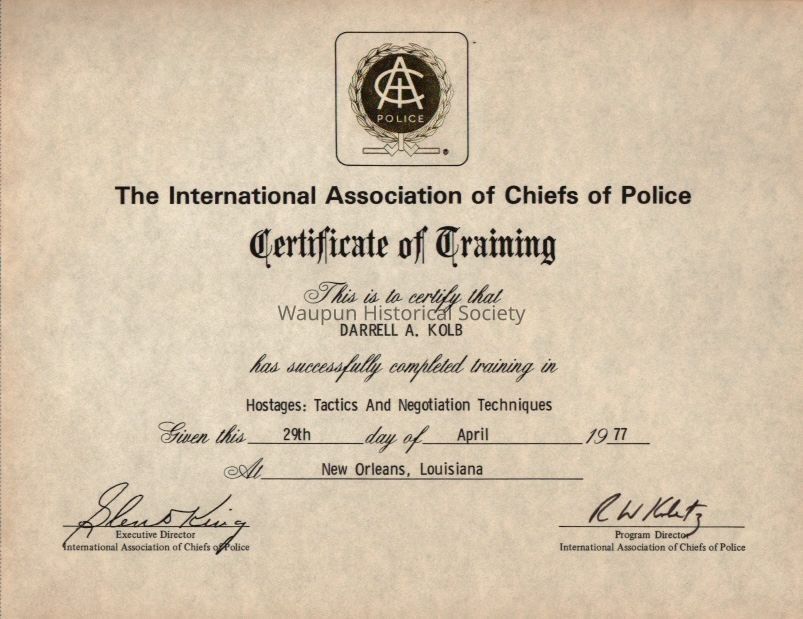 IACP
POLICE
®
The International Association of Chiefs of Police
Certificate of Training
This is to certify that
Waupun Historical Society
DARRELL A. KOLB
has successfully completed training in
Hostages: Tactics And Negotiation Techniques
Given this 29th day of April 1977
At New Orleans, Louisiana
Glen D King
Executive Director
International Association of Chiefs of Police
R W Kobetz
Program Director
International Association of Chiefs of Police